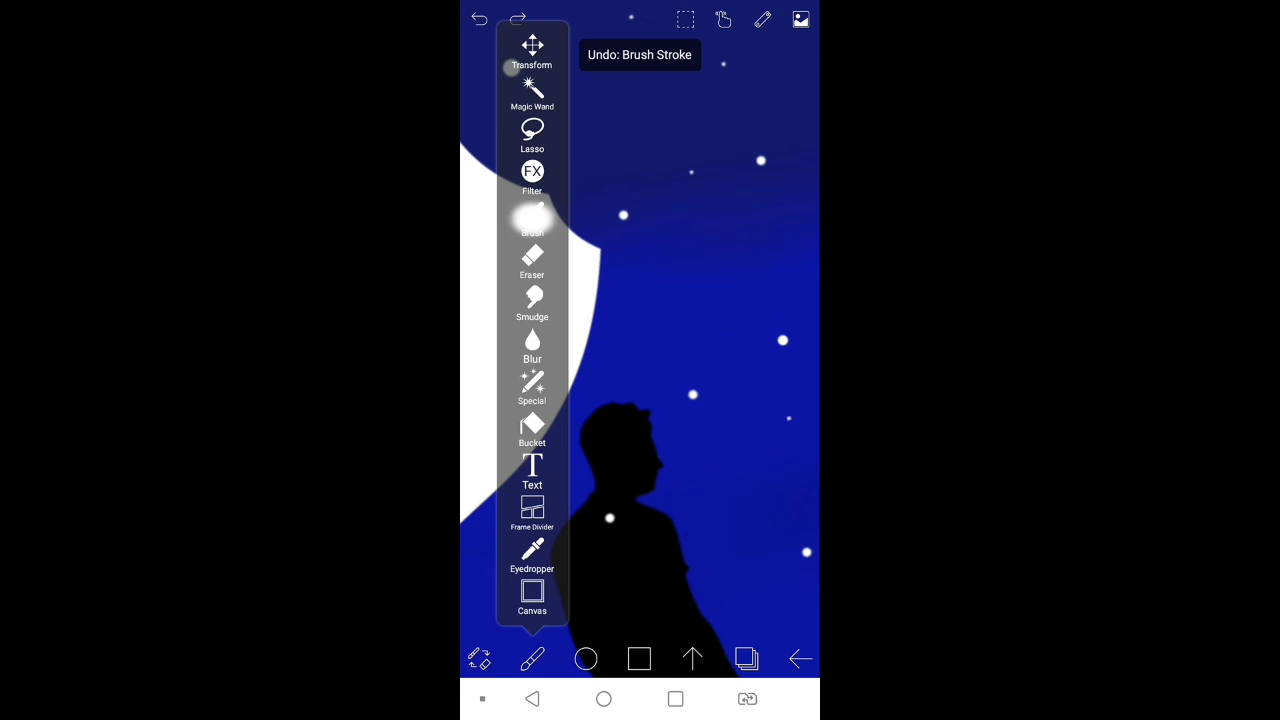 Undo: Brush Stroke
Transform
Magic Wand
Lasso
FX
Filter
Brush
Eraser
Smudge
Blur
Special
Bucket
T
Text
Frame Divider
Eyedropper
Canvas